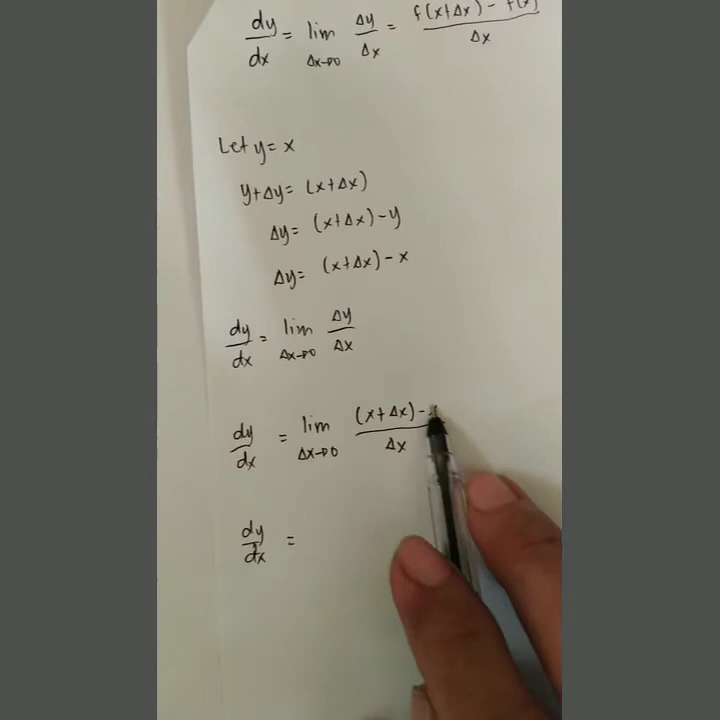 dy/dx = lim Δx→0 Δy/Δx = f(x+Δx) - f(x)/Δx
Let y = x
y+Δy = (x+Δx)
Δy = (x+Δx) - y
Δy = (x+Δx) - x
dy/dx = lim Δx→0 Δy/Δx
dy/dx = lim Δx→0 (x+Δx) -/Δx
dy/dx =